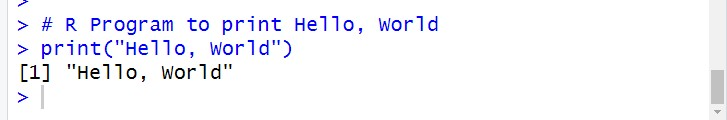 >
> # R Program to print Hello, World
> print("Hello, World")
[1] "Hello, World"
>